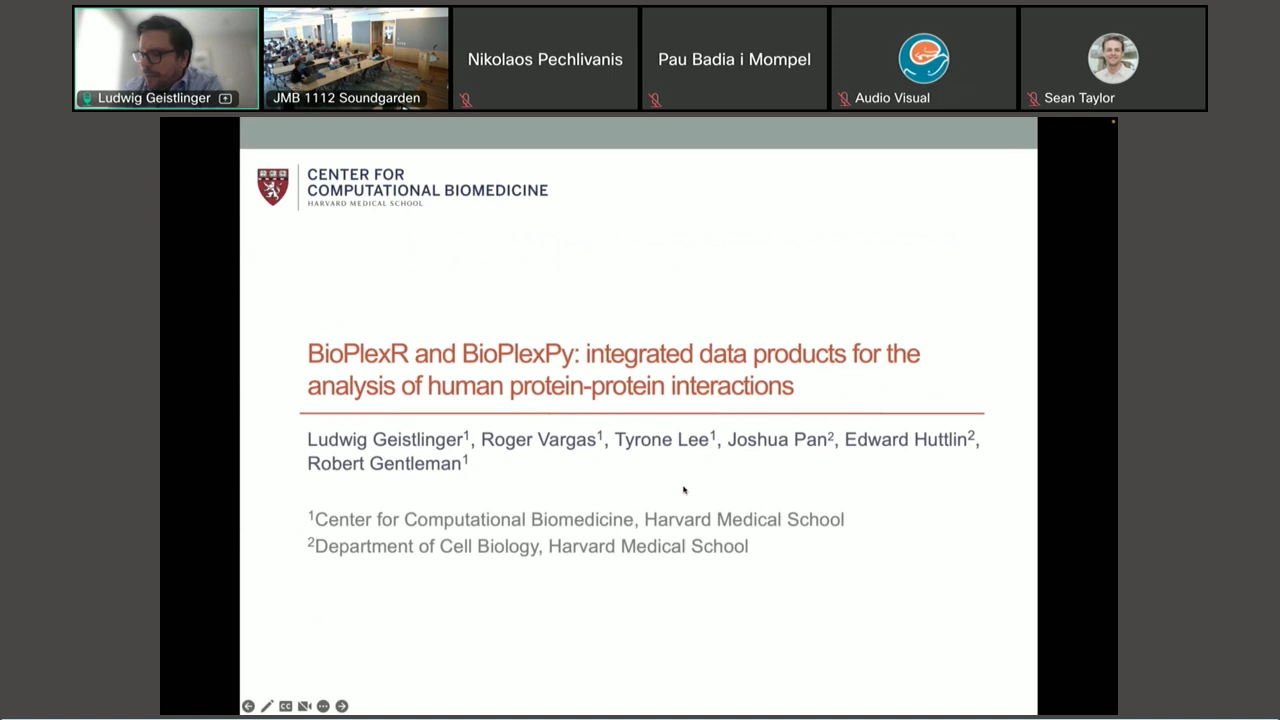 Ludwig Geistlinger
JMB 1112 Soundgarden
Nikolaos Pechlivanis
Pau Badia i Mompel
Audio Visual
Sean Taylor
CENTER FOR
COMPUTATIONAL BIOMEDICINE
HARVARD MEDICAL SCHOOL
BioPlexR and BioPlexPy: integrated data products for the
analysis of human protein-protein interactions
Ludwig Geistlinger¹, Roger Vargas¹, Tyrone Lee¹, Joshua Pan², Edward Huttlin²,
Robert Gentleman¹
¹Center for Computational Biomedicine, Harvard Medical School
²Department of Cell Biology, Harvard Medical School
CC